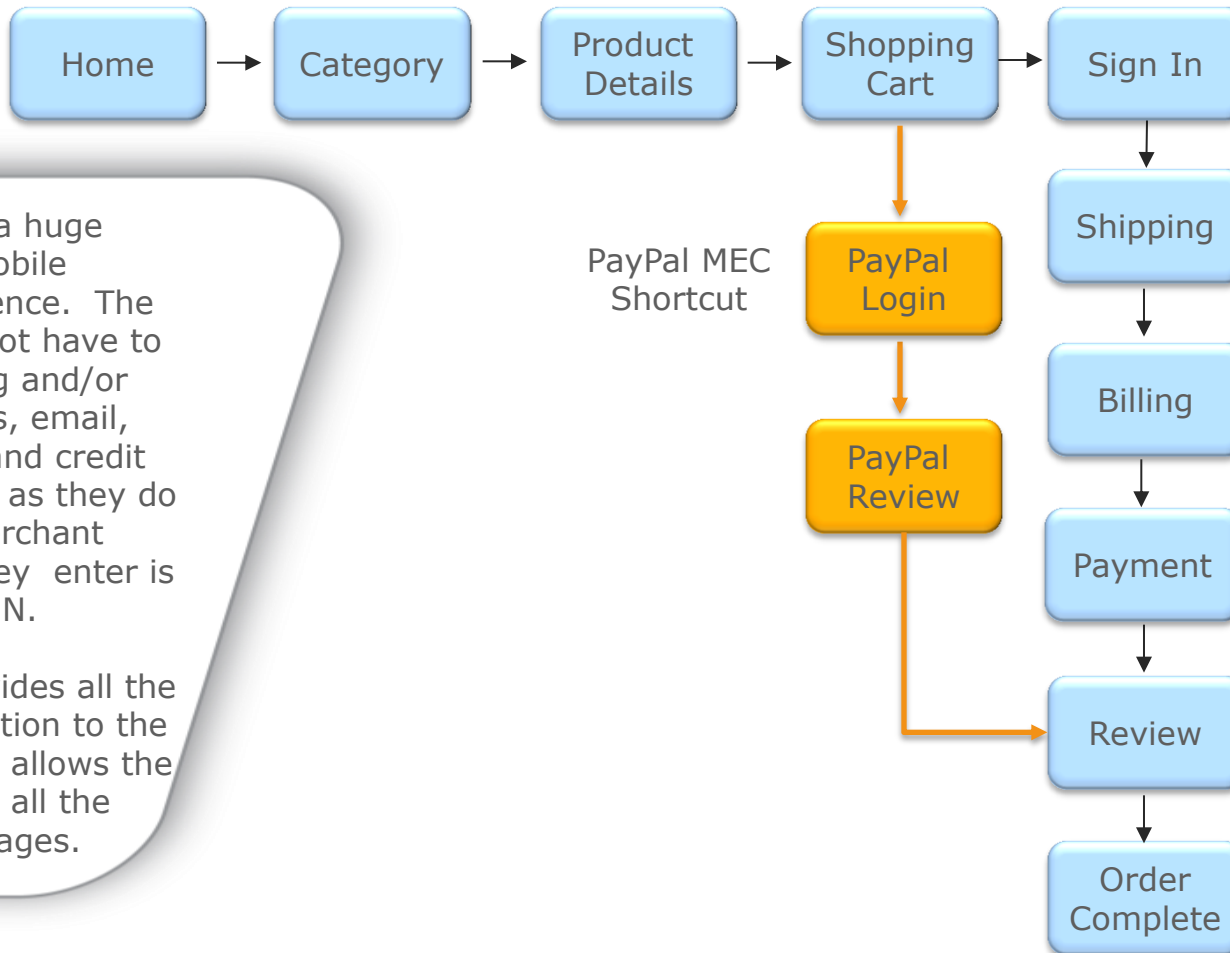 Home
Category
Product
Details
Shopping
Cart
Sign In
Shipping
Billing
Payment
Review
Order
Complete
PayPal MEC
Shortcut
PayPal
Login
PayPal
Review
a huge
obile
ence. The
ot have to
g and/or
s, email,
and credit
as they do
erchant
ey enter is
N.
ides all the
tion to the
allows the
all the
ages.